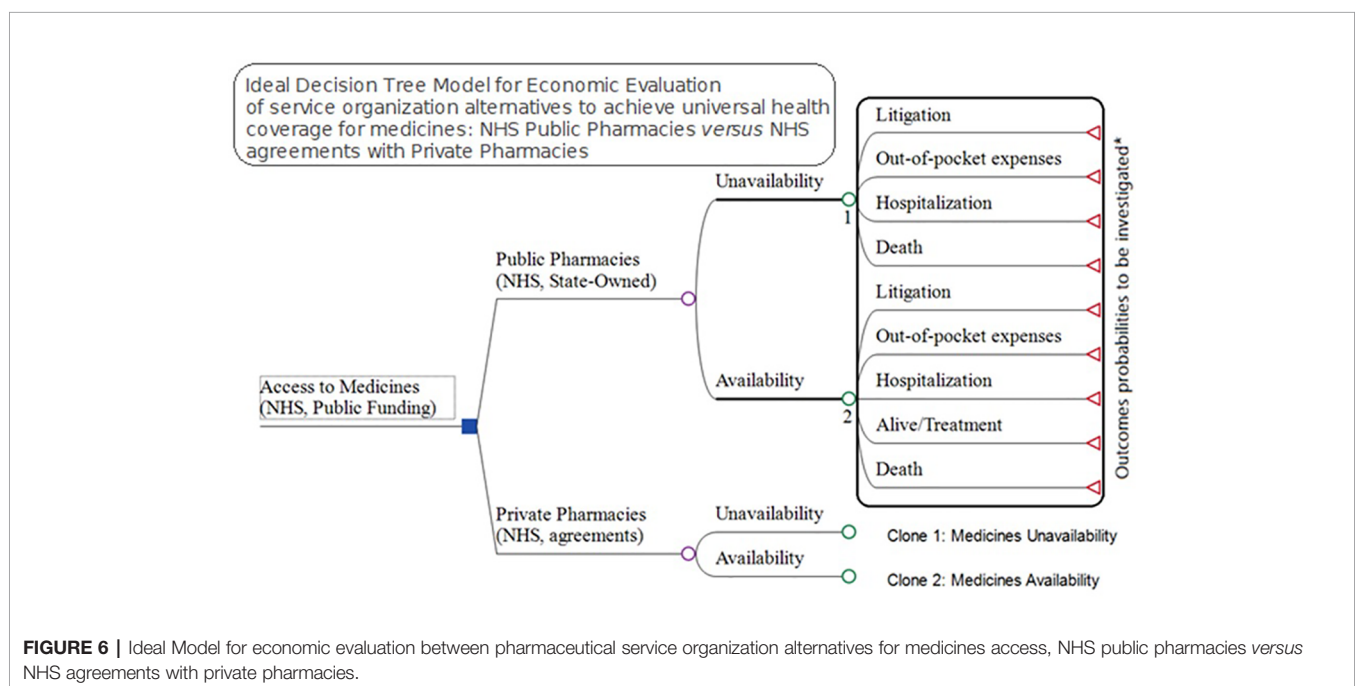 Ideal Decision Tree Model for Economic Evaluation
of service organization alternatives to achieve universal health
coverage for medicines: NHS Public Pharmacies versus NHS
agreements with Private Pharmacies
Access to Medicines
(NHS, Public Funding)
Public Pharmacies
(NHS, State-Owned)
Unavailability
1
Litigation
Out-of-pocket expenses
Hospitalization
Death
Availability
2
Litigation
Out-of-pocket expenses
Hospitalization
Alive/Treatment
Death
Outcomes probabilities to be investigated*
Private Pharmacies
(NHS, agreements)
Unavailability
Clone 1: Medicines Unavailability
Availability
Clone 2: Medicines Availability
FIGURE 6 | Ideal Model for economic evaluation between pharmaceutical service organization alternatives for medicines access, NHS public pharmacies versus
NHS agreements with private pharmacies.